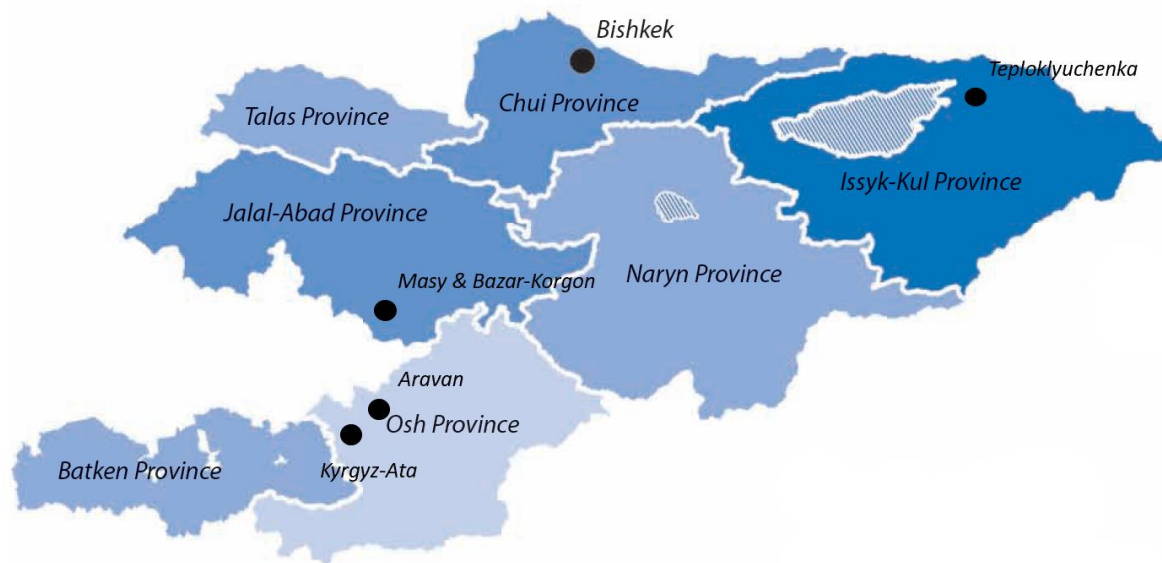 Bishkek
Teploklyuchenka
Chui Province
Talas Province
Issyk-Kul Province
Jalal-Abad Province
Naryn Province
Masy & Bazar-Korgon
Aravan
Osh Province
Batken Province
Kyrgyz-Ata